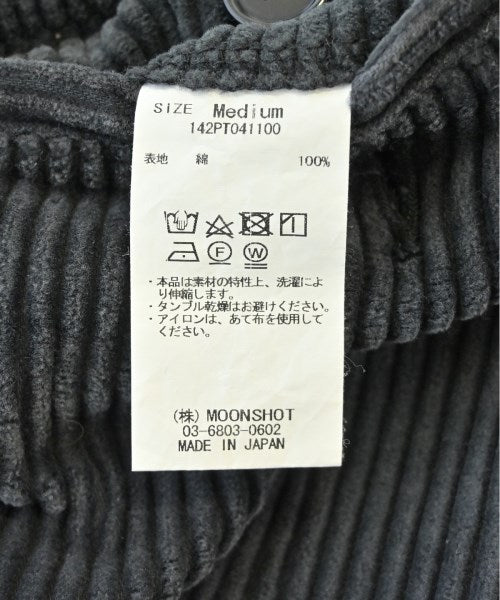 SIZE Medium
142PT041100
表地 綿 100%
F W
・本品は素材の特性上、洗濯によ
り伸縮します。
・タンブル乾燥はお避けください。
・アイロンは、あて布を使用して
ください。
(株) MOONSHOT
03-6803-0602
MADE IN JAPAN